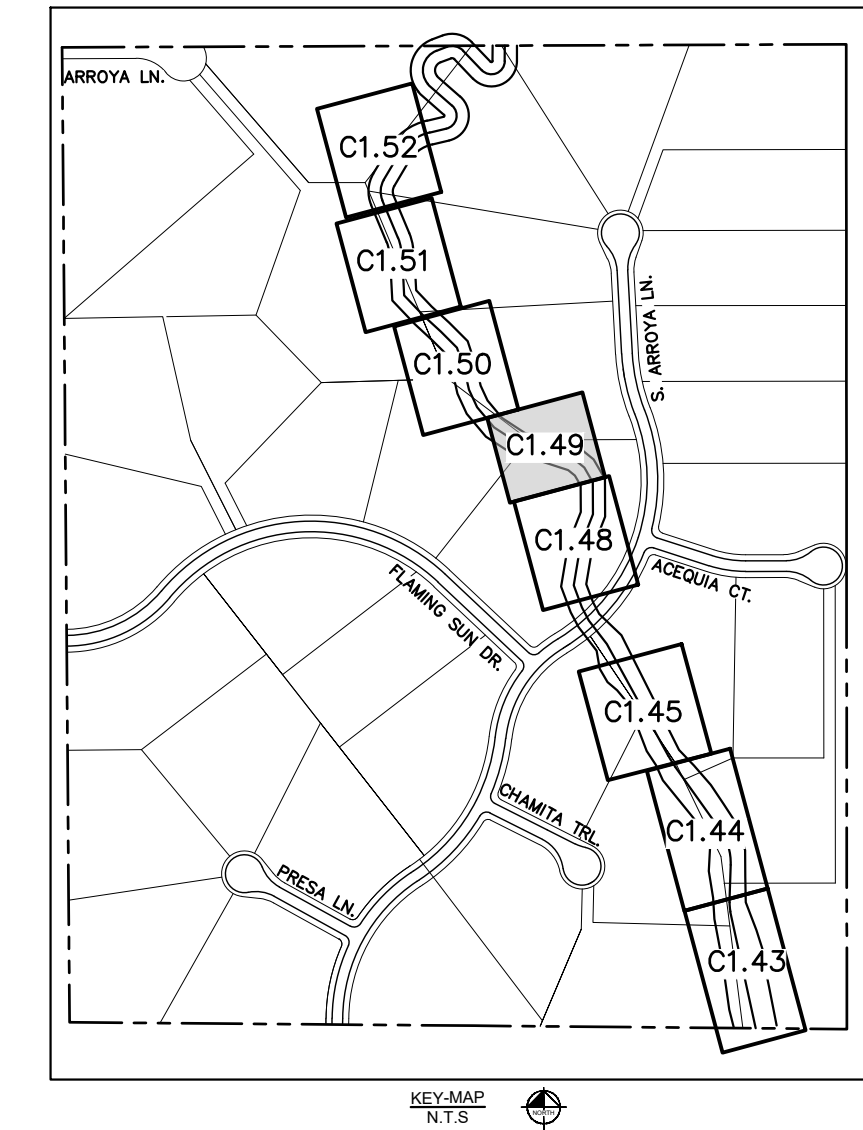 ARROYA LN.
C1.52
C1.51
S. ARROYA LN.
C1.50
C1.49
C1.48
ACEQUIA CT.
FLAMING SUN DR.
C1.45
CHAMITA TRL.
C1.44
PRESA LN.
C1.43
KEY-MAP
N.T.S
NORTH